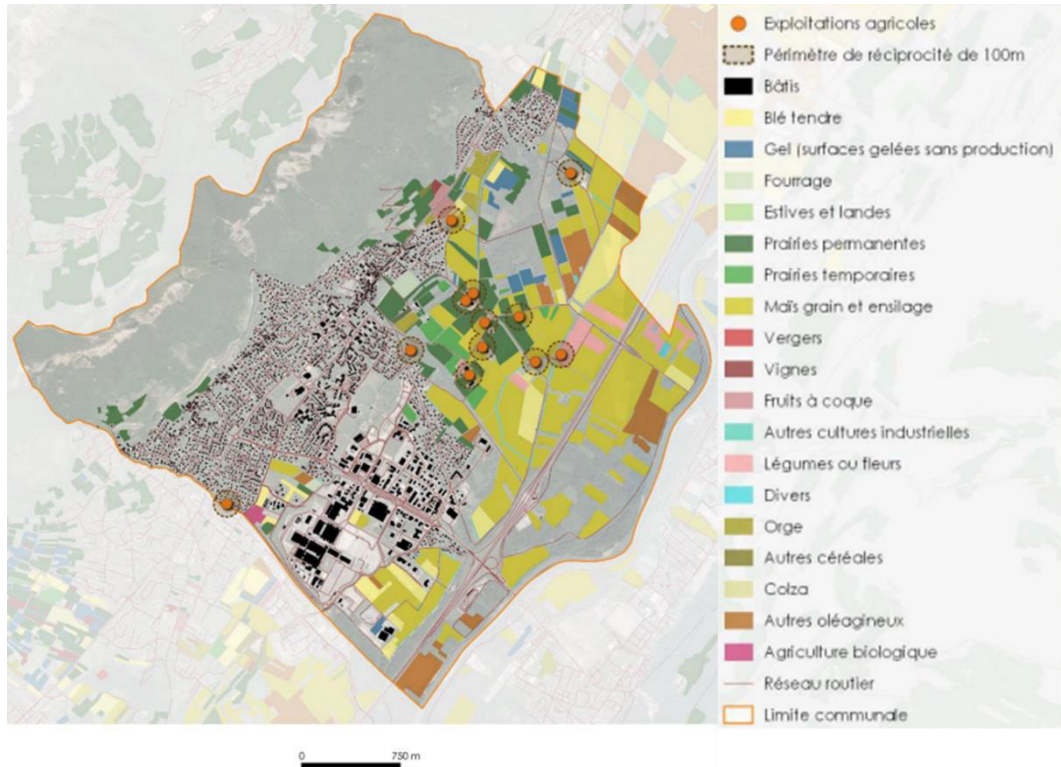 Exploitations agricoles
Périmètre de réciprocité de 100m
Bâtis
Blé tendre
Gel (surfaces gelées sans production)
Fourrage
Estives et landes
Prairies permanentes
Prairies temporaires
Maïs grain et ensilage
Vergers
Vignes
Fruits à coque
Autres cultures industrielles
Légumes ou fleurs
Divers
Orge
Autres céréales
Colza
Autres oléagineux
Agriculture biologique
Réseau routier
Limite communale
0 750 m